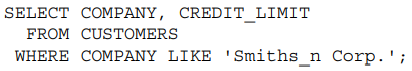 SELECT COMPANY, CREDIT_LIMIT
FROM CUSTOMERS
WHERE COMPANY LIKE 'Smiths_n Corp.';